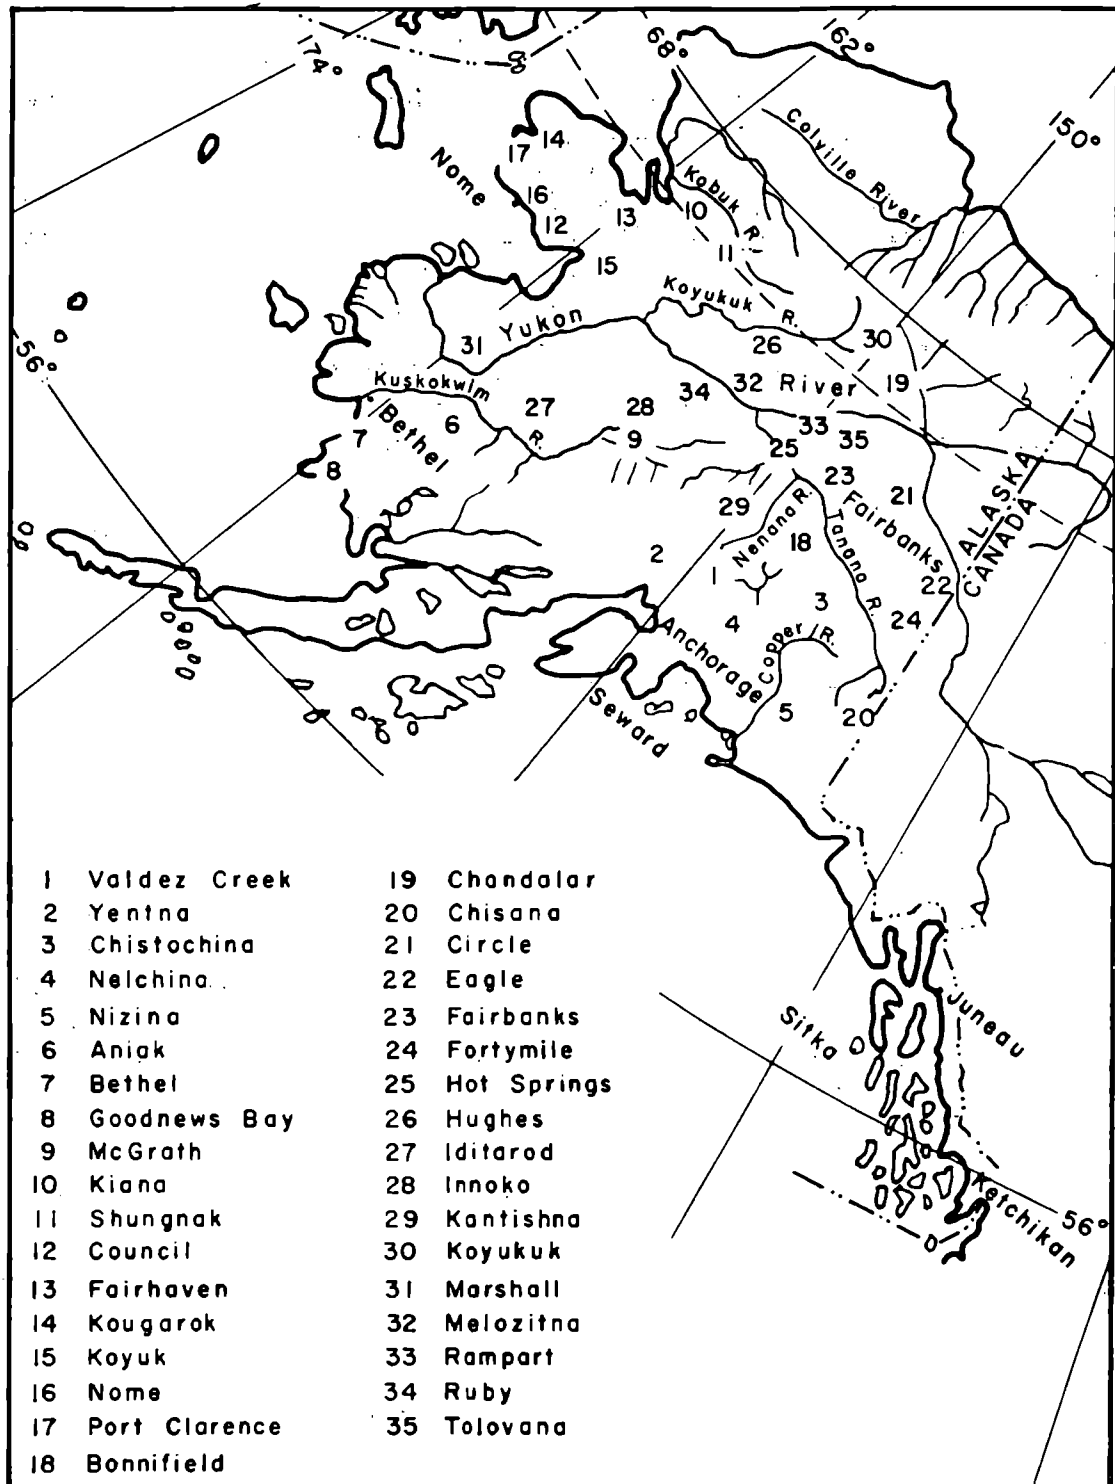 174°
68°
162°
150°
Nome
17
14
16
12
13
15
10
Kobuk
R.
11
Colville River
Koyukuk R.
26
30
31
Yukon
River
34
32
19
Kuskokwim
R.
27
28
9
6
7
Bethel
8
33
35
25
23
Fairbanks
21
29
Nenana R.
18
Tanana R.
2
1
3
4
24
22
ALASKA
CANADA
Anchorage
Copper R.
5
20
Seward
56°
Sitka
Juneau
Ketchikan
56°
1 Valdez Creek
2 Yentna
3 Chistochina
4 Nelchina
5 Nizina
6 Aniak
7 Bethel
8 Goodnews Bay
9 McGrath
10 Kiana
11 Shungnak
12 Council
13 Fairhaven
14 Kougarok
15 Koyuk
16 Nome
17 Port Clarence
18 Bonnifield
19 Chandalar
20 Chisana
21 Circle
22 Eagle
23 Fairbanks
24 Fortymile
25 Hot Springs
26 Hughes
27 Iditarod
28 Innoko
29 Kantishna
30 Koyukuk
31 Marshall
32 Melozitna
33 Rampart
34 Ruby
35 Tolovana